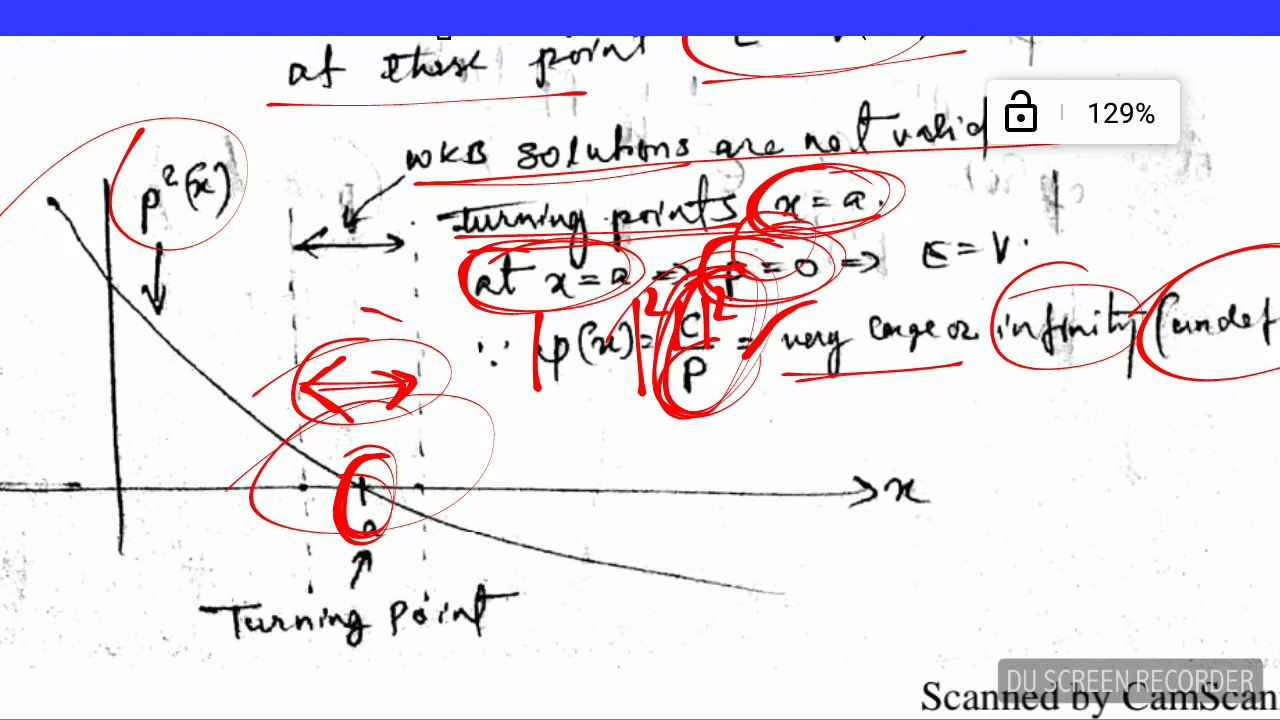 at these point
129%
WKB solutions are not valid
turning points x = a.
p²(x)
at x = a ⇒ p = 0 ⇒ E = V.
∵ |ψ(x)|² = |C|²/P = very large or infinity (undef
a
x
Turning Point
DU SCREEN RECORDER
Scanned by CamScan